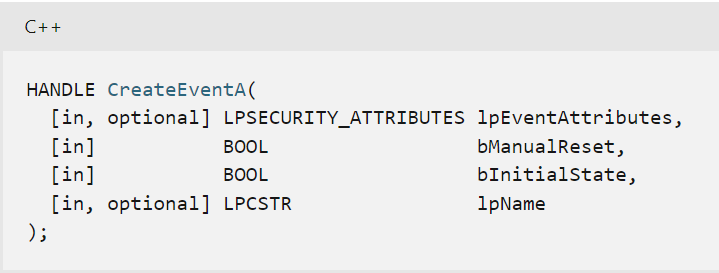 C++
HANDLE CreateEventA(
  [in, optional] LPSECURITY_ATTRIBUTES lpEventAttributes,
  [in]           BOOL                  bManualReset,
  [in]           BOOL                  bInitialState,
  [in, optional] LPCSTR                lpName
);